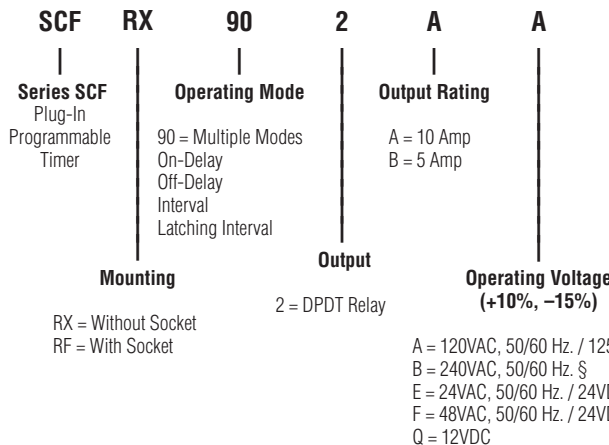 SCF RX 90 2 A A
Series SCF
Plug-In
Programmable
Timer
Operating Mode
90 = Multiple Modes
On-Delay
Off-Delay
Interval
Latching Interval
Output Rating
A = 10 Amp
B = 5 Amp
Mounting
RX = Without Socket
RF = With Socket
Output
2 = DPDT Relay
Operating Voltage
(+10%, –15%)
A = 120VAC, 50/60 Hz. / 125
B = 240VAC, 50/60 Hz. §
E = 24VAC, 50/60 Hz. /
F = 48VAC, 50/60 Hz. /
Q = 12VDC